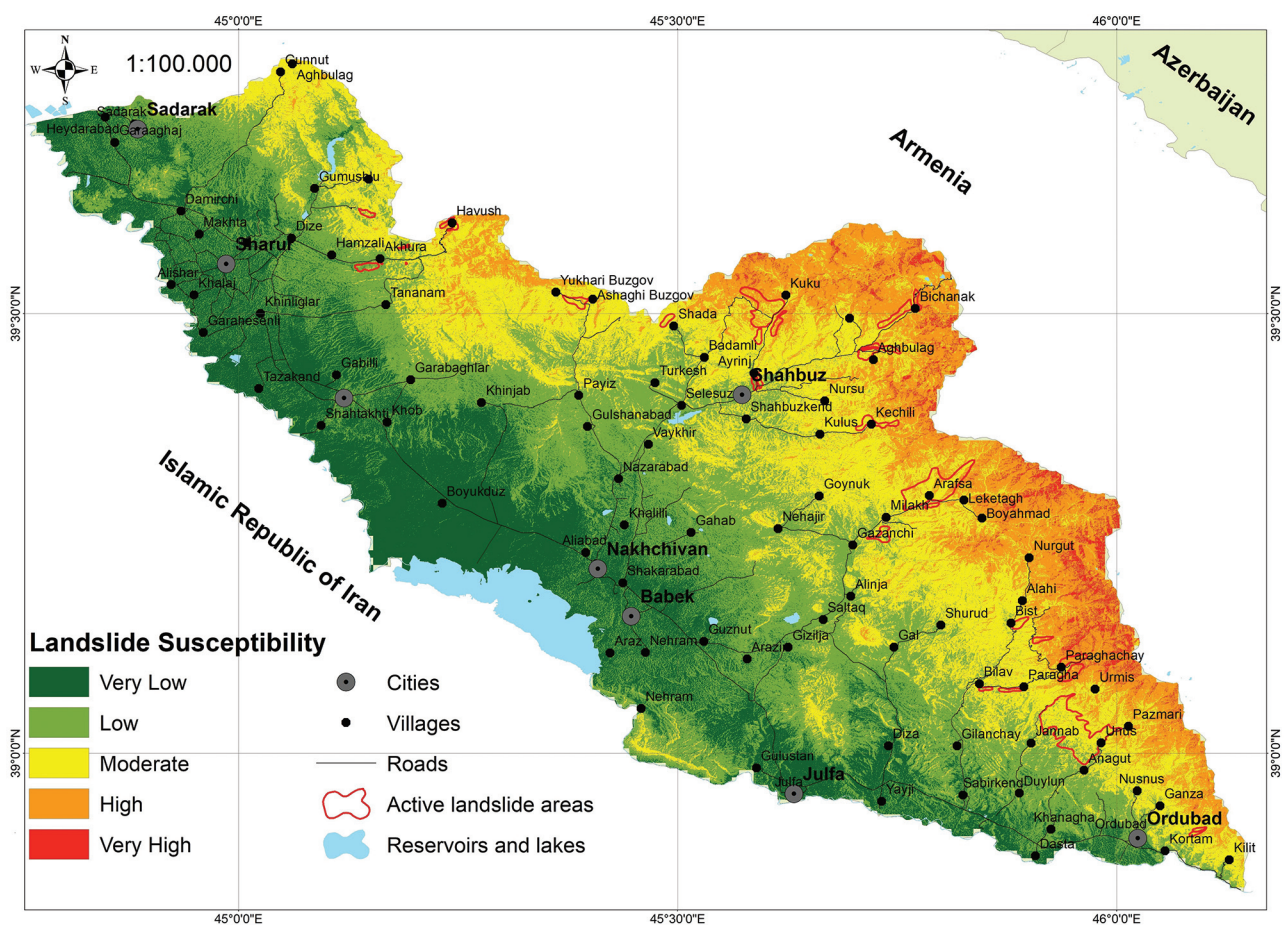 45°0'0"E
45°30'0"E
46°0'0"E
N
W
E
S
1:100.000
Gunnut
Aghbulag
Azerbaijan
Armenia
Sadarak
Sadarak
Heydarabad
Garaaghaj
Gumushlu
Damirchi
Makhta
Dize
Sharur
Hamzali
Akhura
Havush
Alishar
Khalaj
Khinliglar
Tananam
Garahesenli
39°30'0"N
39°30'0"N
Yukhari Buzgov
Ashaghi Buzgov
Kuku
Bichanak
Shada
Badamli
Ayrinj
Aghbulag
Shahbuz
Turkesh
Selesuz
Nursu
Shahbuzkend
Kulus
Kechili
Gabilli
Garabaghlar
Tazakand
Shahtakhti
Khob
Khinjab
Payiz
Gulshanabad
Vaykhir
Nazarabad
Boyukduz
Islamic Republic of Iran
Goynuk
Arafsa
Leketagh
Milakh
Boyahmad
Khalilli
Gahab
Nehajir
Gazanchi
Aliabad
Nakhchivan
Shakarabad
Babek
Nurgut
Alahi
Bist
Alinja
Saltaq
Shurud
Araz
Nehram
Guznut
Gizilja
Arazin
Gal
Paraghachay
Bilav
Paragha
Urmis
Nehram
Pazmari
Diza
Gilanchay
Jannab
Unus
Anagut
39°0'0"N
39°0'0"N
Gulustan
Julfa
Julfa
Yayji
Sabirkend
Duylun
Nusnus
Ganza
Khanagha
Ordubad
Ordubad
Dasta
Kortam
Kilit
Landslide Susceptibility
Very Low
Low
Moderate
High
Very High
Cities
Villages
Roads
Active landslide areas
Reservoirs and lakes
45°0'0"E
45°30'0"E
46°0'0"E